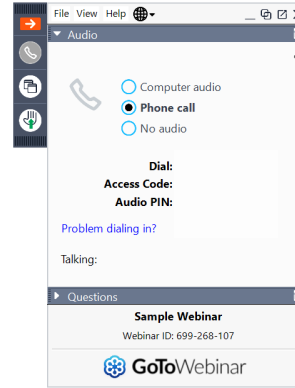 File View Help
Audio
Computer audio
Phone call
No audio
Dial:
Access Code:
Audio PIN:
Problem dialing in?
Talking:
Questions
Sample Webinar
Webinar ID: 699-268-107
GoToWebinar